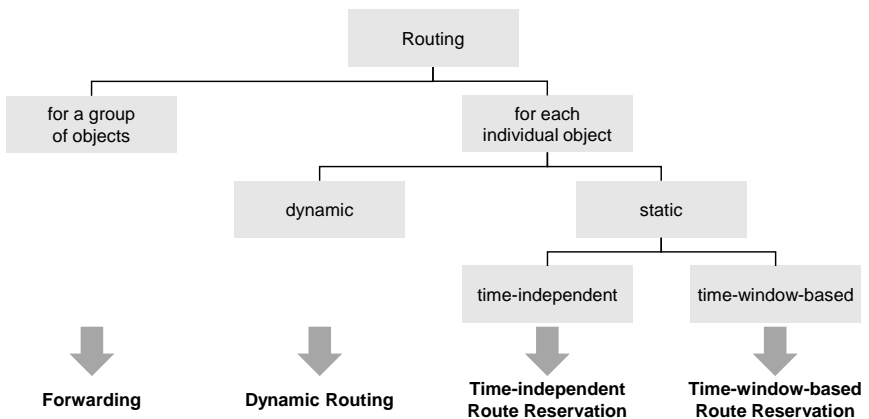 Routing
for a group
of objects
for each
individual object
dynamic
static
time-independent
time-window-based
Forwarding
Dynamic Routing
Time-independent
Route Reservation
Time-window-based
Route Reservation